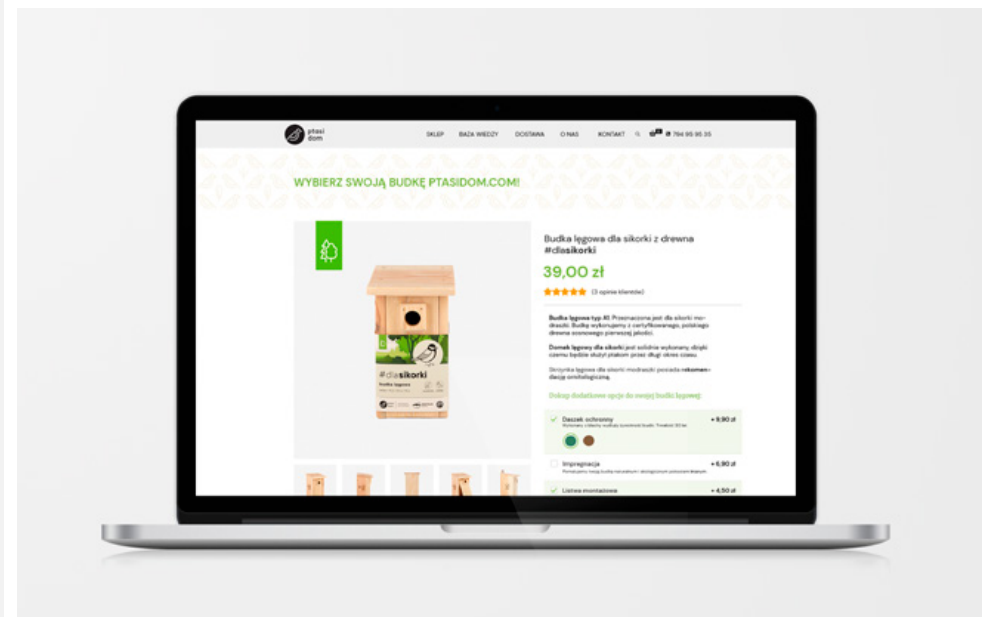 ptasi
dom
SKLEP BAZA WIEDZY DOSTAWA O NAS KONTAKT 794 95 95 35
WYBIERZ SWOJĄ BUDKĘ PTASIDOM.COM!
Budka lęgowa dla sikorki z drewna
#dlasikorki
39,00 zł
(3 opinie klientów)
Budka lęgowa typ A1. Przeznaczona jest dla sikorki mo-
draszki. Budkę wykonujemy z certyfikowanego, polskiego
drewna sosnowego pierwszej jakości.
Domek lęgowy dla sikorki jest solidnie wykonany, dzięki
czemu będzie służył ptakom przez długi okres czasu.
Skrzynka lęgowa dla sikorki modraszki posiada rekomen-
dację ornitologiczną.
Dokup dodatkowe opcje do swojej budki lęgowej:
Daszek ochronny + 9,90 zł
Impregnacja + 6,90 zł
Listwa montażowa + 4,50 zł
#dlasikorki
budka lęgowa